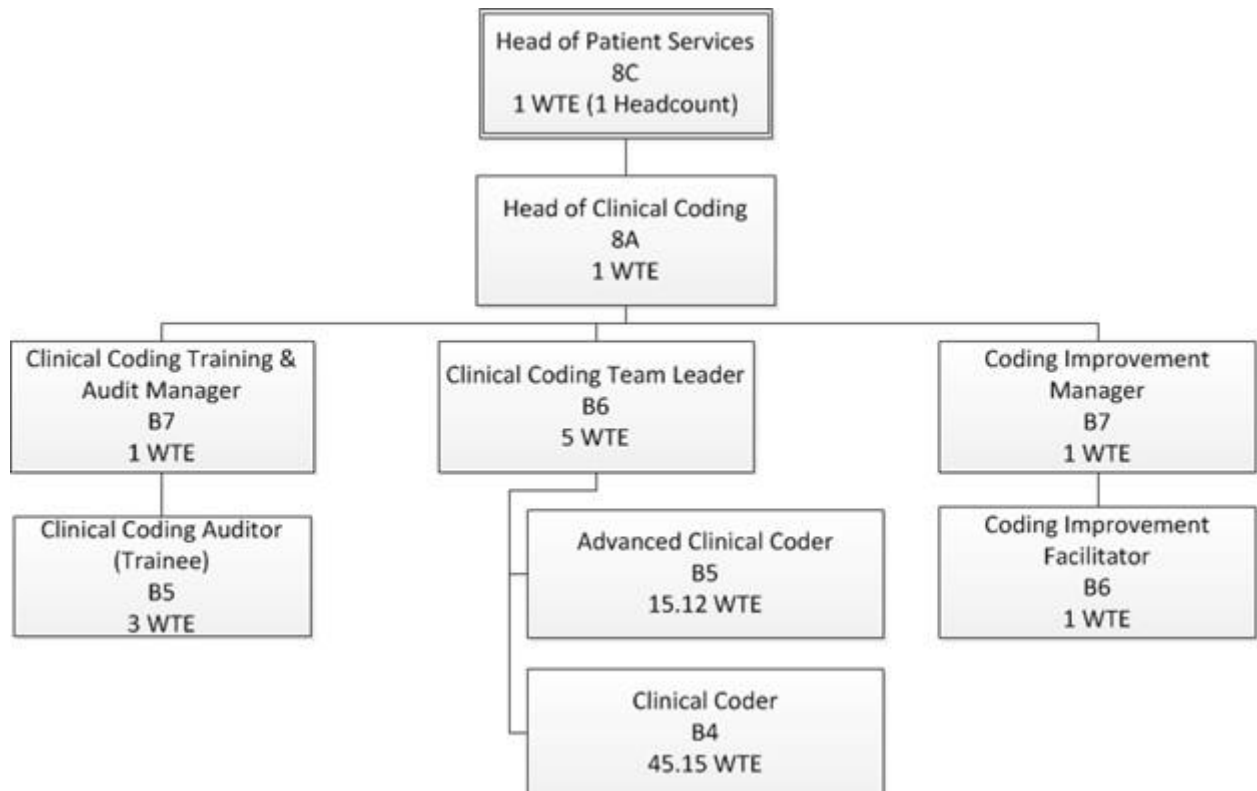 Head of Patient Services
8C
1 WTE (1 Headcount)
Head of Clinical Coding
8A
1 WTE
Clinical Coding Training &
Audit Manager
B7
1 WTE
Clinical Coding Team Leader
B6
5 WTE
Coding Improvement
Manager
B7
1 WTE
Clinical Coding Auditor
(Trainee)
B5
3 WTE
Advanced Clinical Coder
B5
15.12 WTE
Coding Improvement
Facilitator
B6
1 WTE
Clinical Coder
B4
45.15 WTE